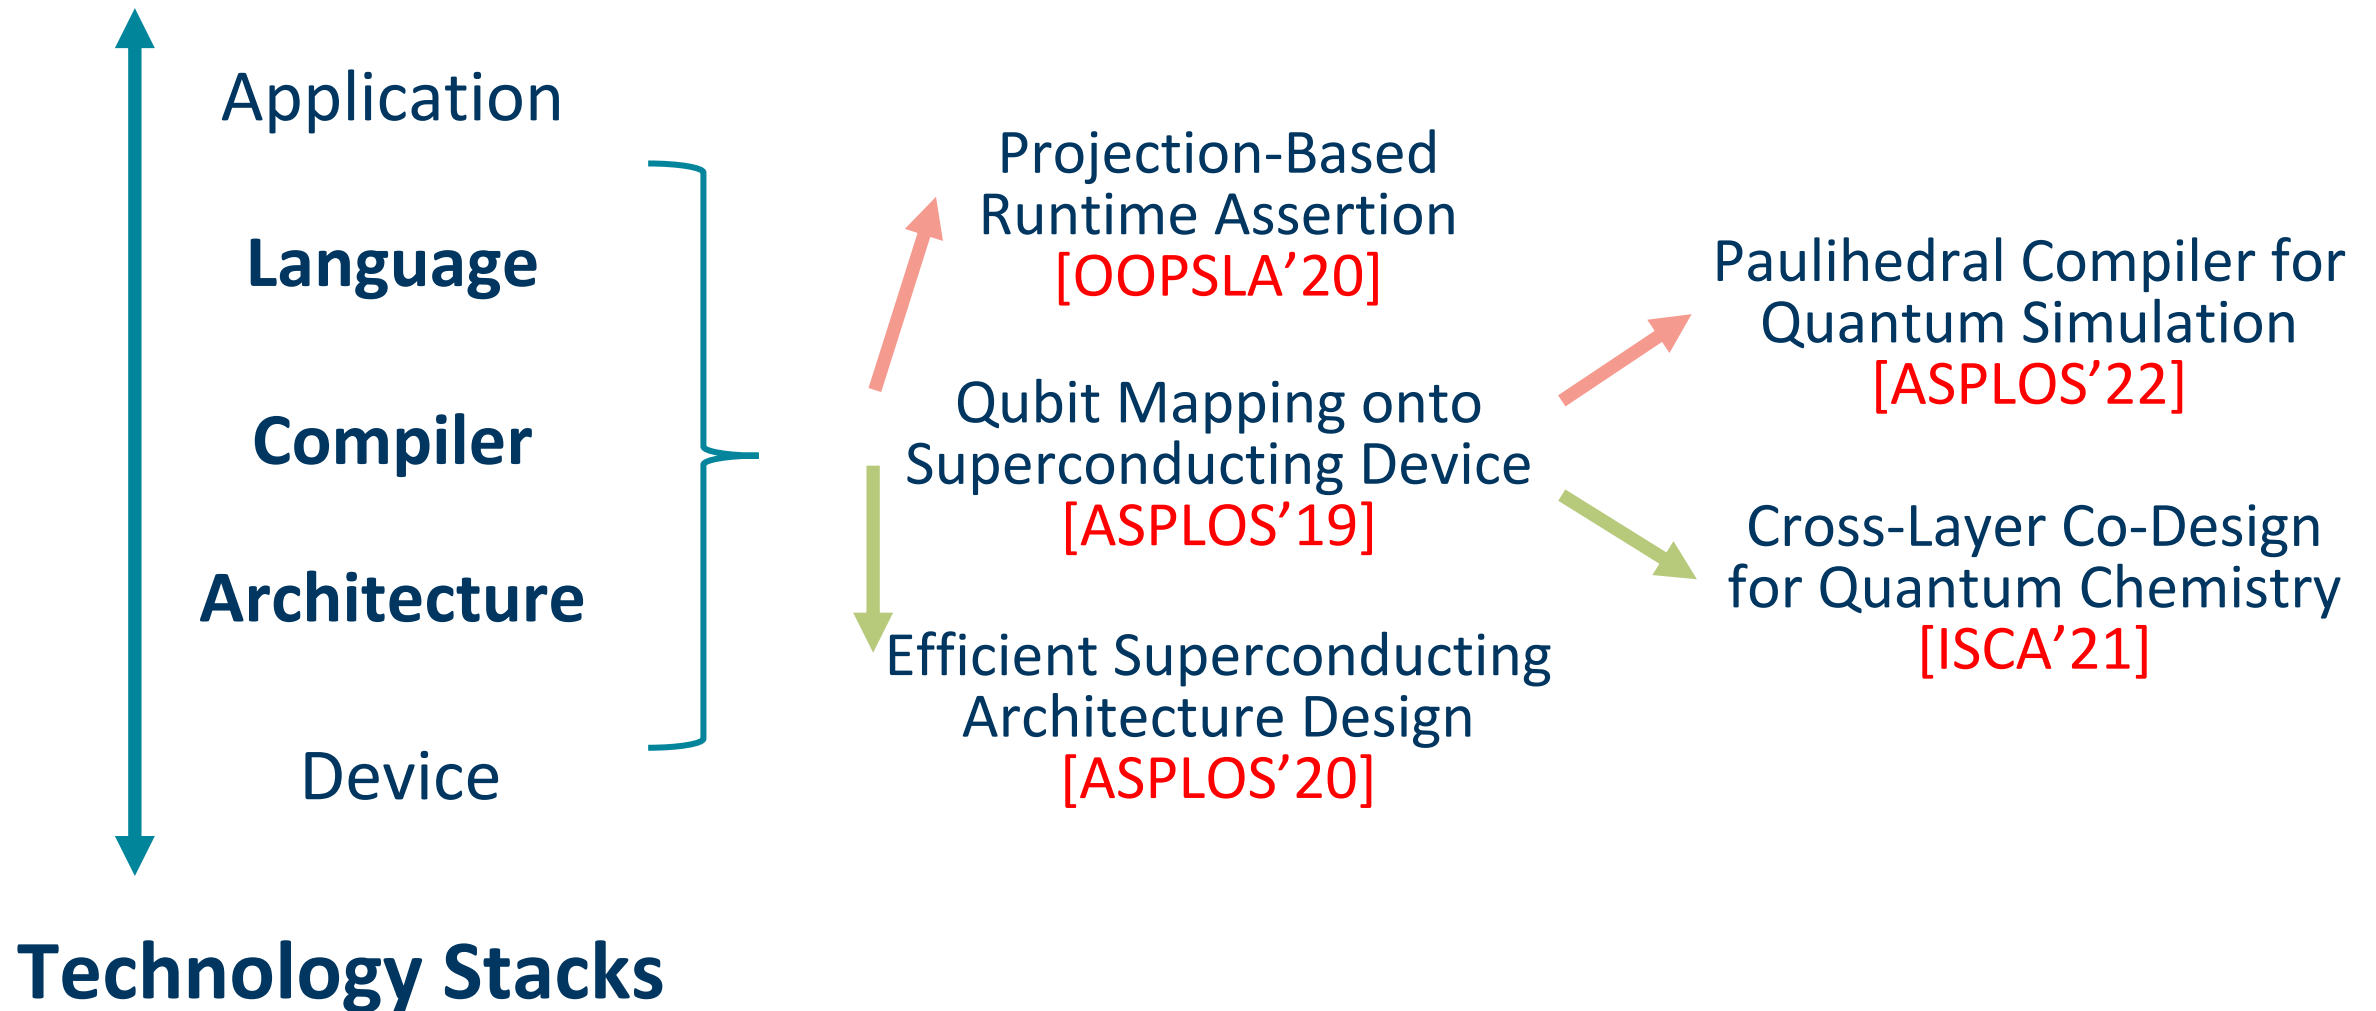 Application
Language
Compiler
Architecture
Device
Technology Stacks
Projection-Based
Runtime Assertion
[OOPSLA’20]
Qubit Mapping onto
Superconducting Device
[ASPLOS’19]
Efficient Superconducting
Architecture Design
[ASPLOS’20]
Paulihedral Compiler for
Quantum Simulation
[ASPLOS’22]
Cross-Layer Co-Design
for Quantum Chemistry
[ISCA’21]